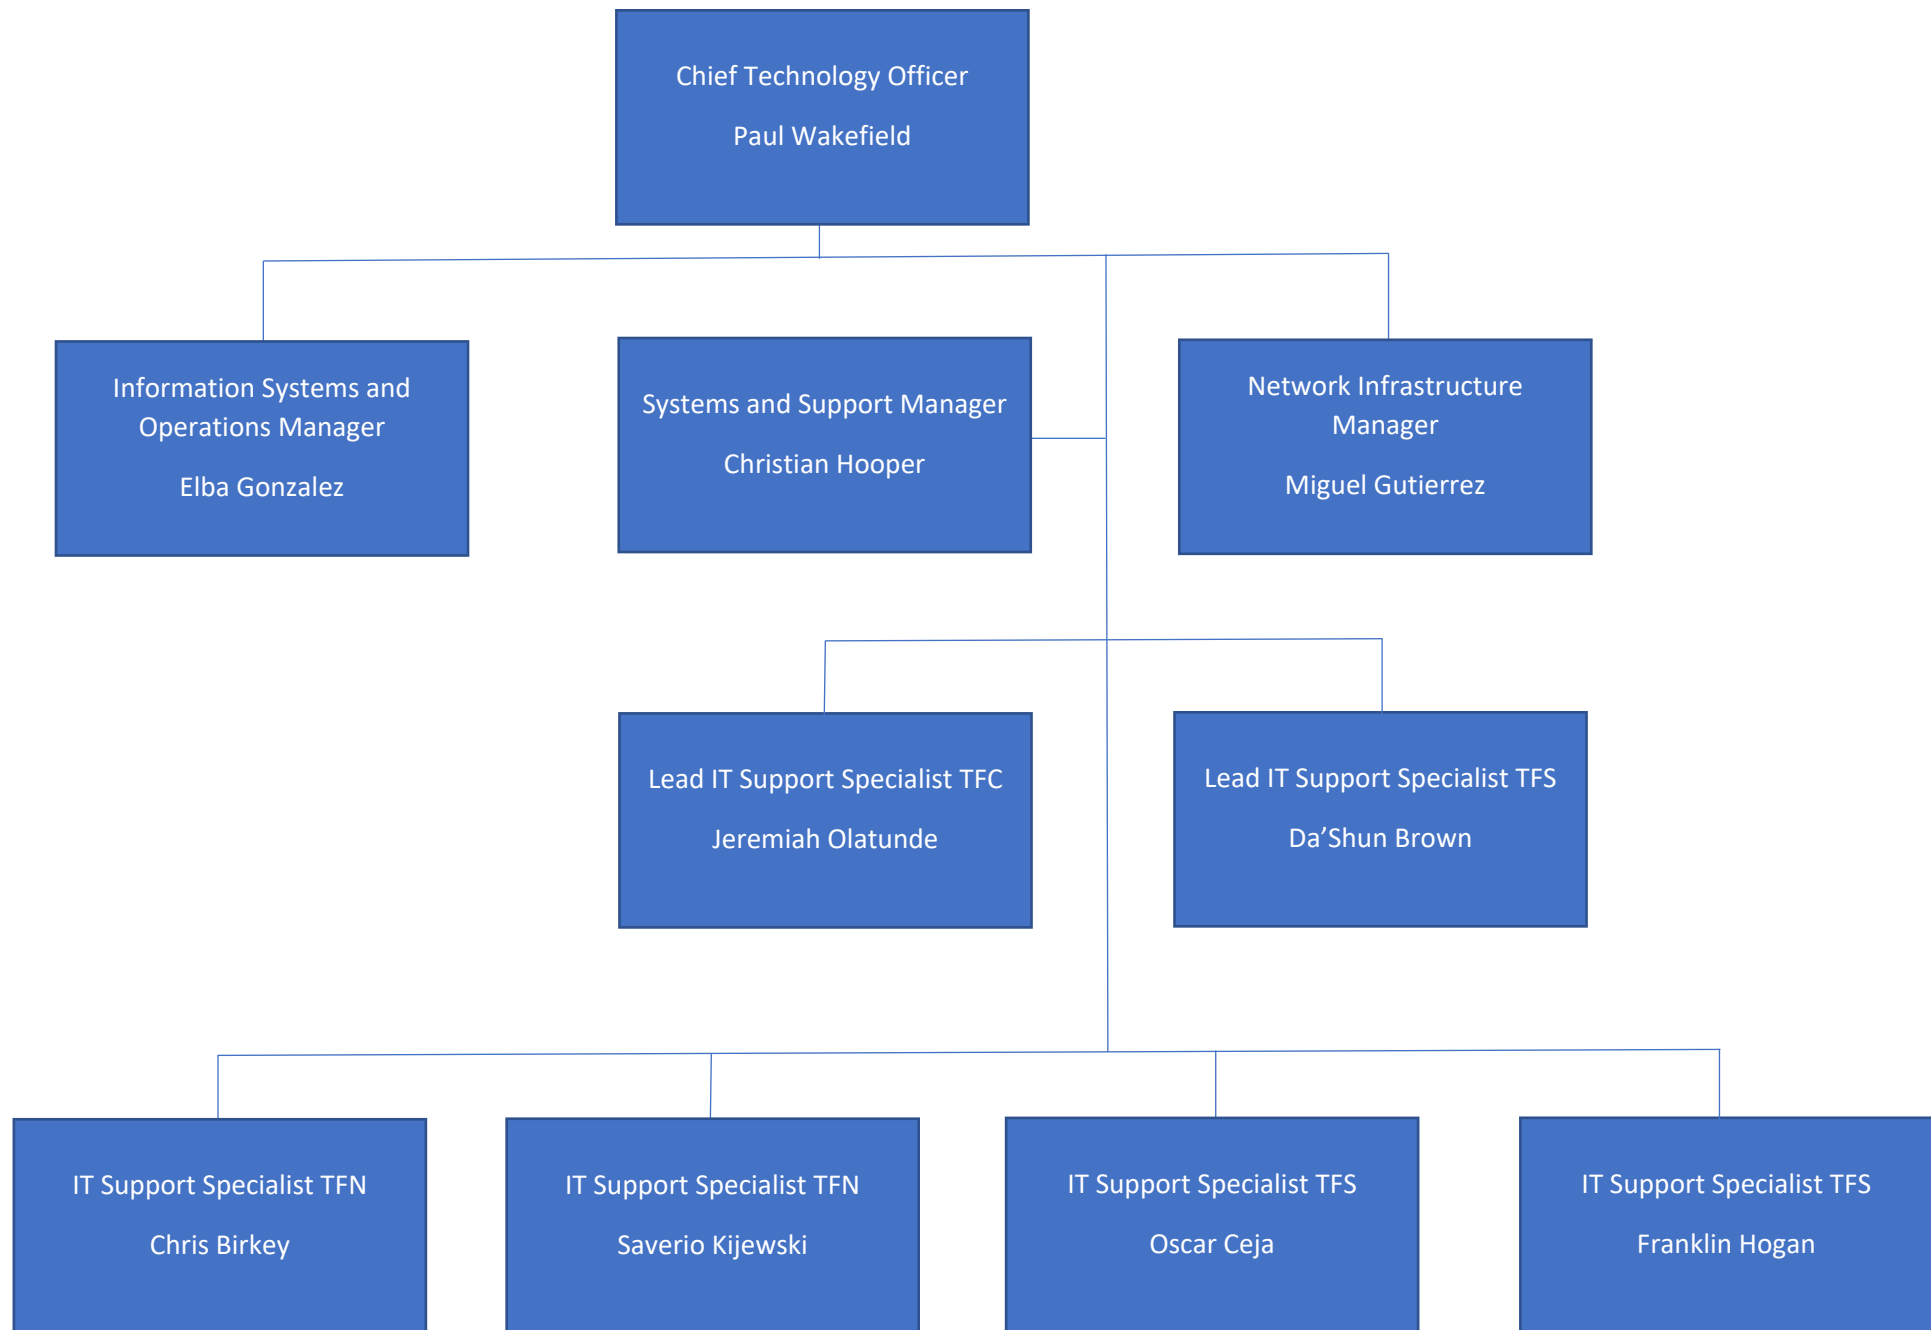 Chief Technology Officer
Paul Wakefield
Information Systems and
Operations Manager
Elba Gonzalez
Systems and Support Manager
Christian Hooper
Network Infrastructure
Manager
Miguel Gutierrez
Lead IT Support Specialist TFC
Jeremiah Olatunde
Lead IT Support Specialist TFS
Da’Shun Brown
IT Support Specialist TFN
Chris Birkey
IT Support Specialist TFN
Saverio Kijewski
IT Support Specialist TFS
Oscar Ceja
IT Support Specialist TFS
Franklin Hogan